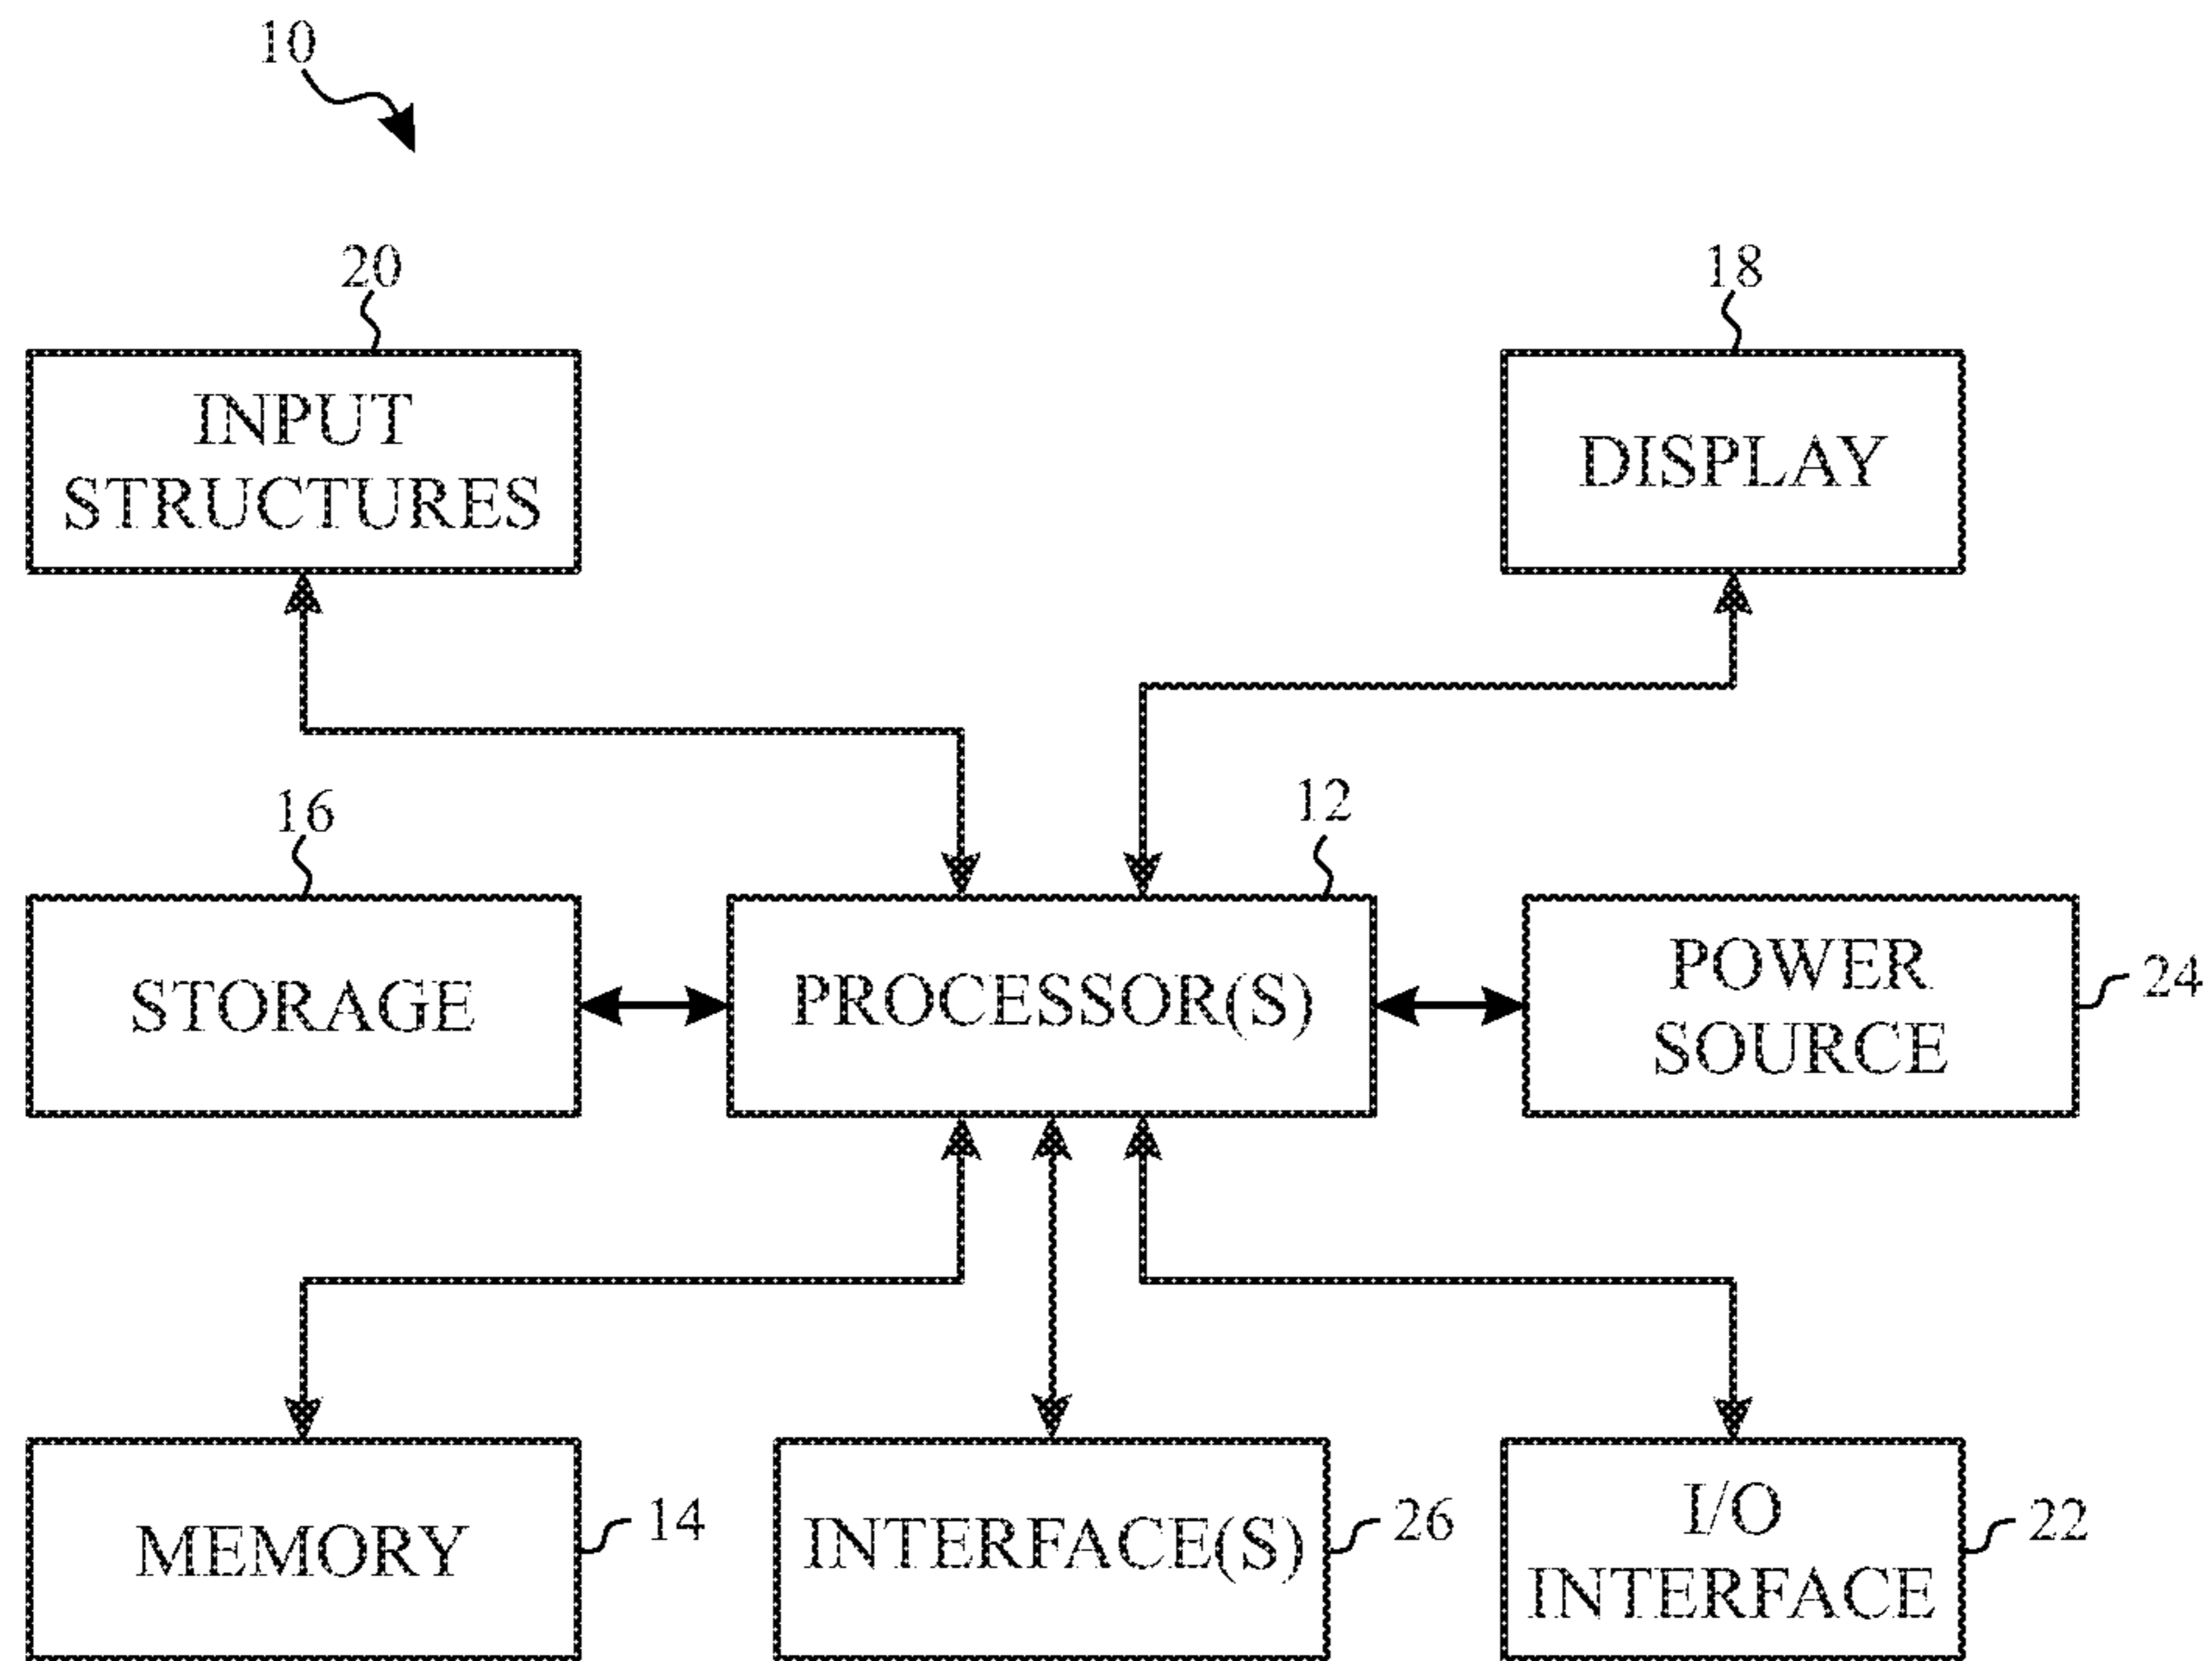 10
20
18
INPUT
STRUCTURES
DISPLAY
16
12
STORAGE
PROCESSOR(S)
POWER
SOURCE
24
MEMORY
14
INTERFACE(S)
26
I/O
INTERFACE
22